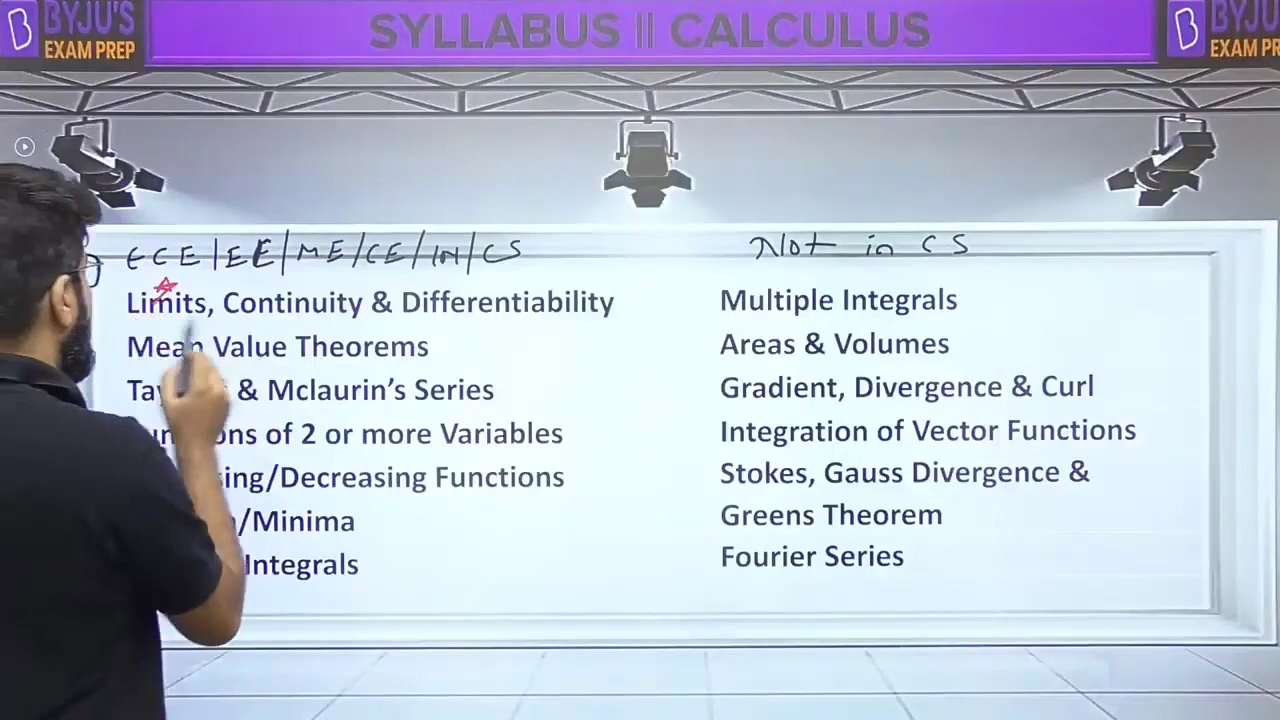 BYJU'S
EXAM PREP
SYLLABUS || CALCULUS
BYJU
EXAM PR
ECE/EE/ME/CE/IN/CS
Limits, Continuity & Differentiability
Mean Value Theorems
& Mclaurin's Series
of 2 or more Variables
/Decreasing Functions
/Minima
Integrals
Not in CS
Multiple Integrals
Areas & Volumes
Gradient, Divergence & Curl
Integration of Vector Functions
Stokes, Gauss Divergence &
Greens Theorem
Fourier Series